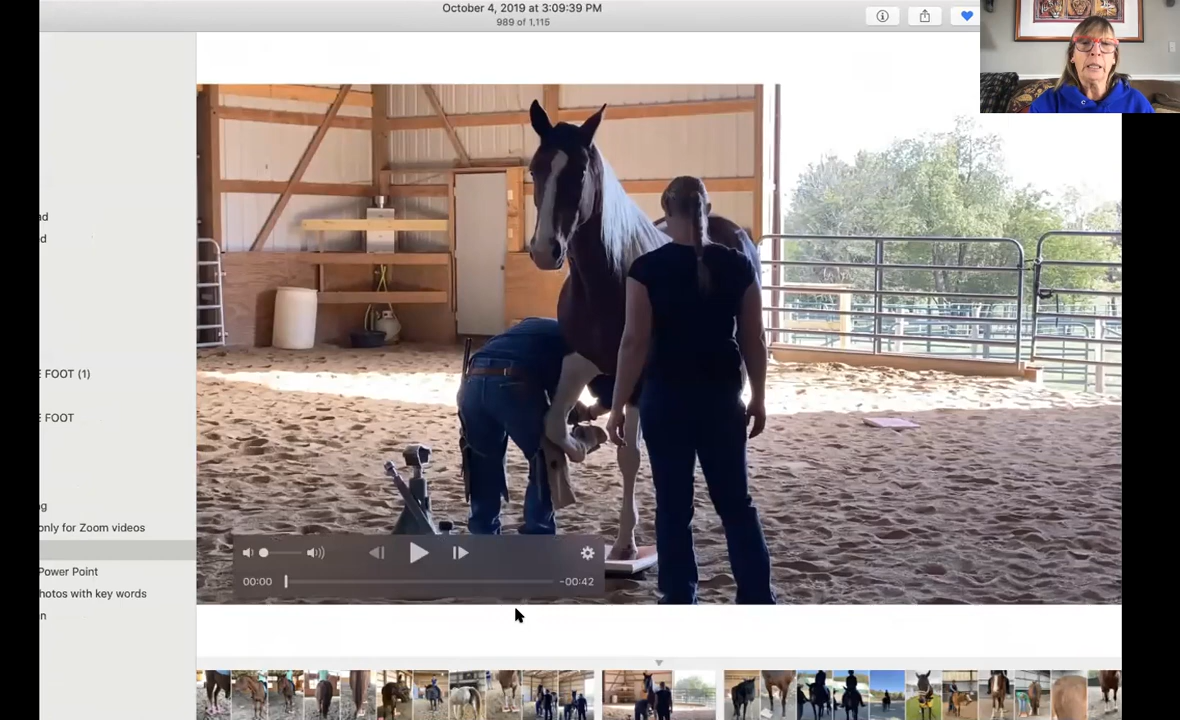 October 4, 2019 at 3:09:39 PM
989 of 1,115
FOOT (1)
FOOT
only for Zoom videos
Power Point
hotos with key words
00:00
-00:42